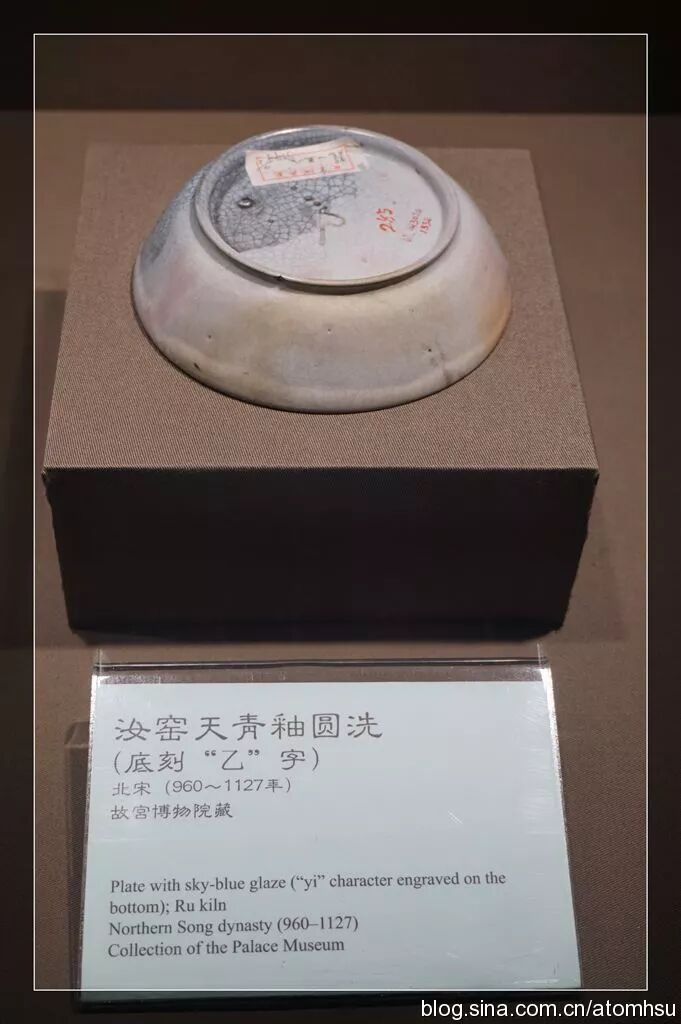 285.
汝窑天青釉圆洗
(底刻“乙”字)
北宋(960～1127年)
故宫博物院藏
Plate with sky-blue glaze (“yi” character engraved on the
bottom); Ru kiln
Northern Song dynasty (960–1127)
Collection of the Palace Museum
blog.sina.com.cn/atomhsu